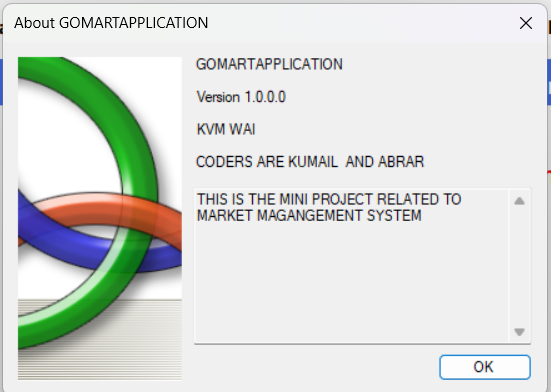 About GOMARTAPPLICATION
GOMARTAPPLICATION
Version 1.0.0.0
KVM WAI
CODERS ARE KUMAIL  AND ABRAR
THIS IS THE MINI PROJECT RELATED TO
MARKET MAGANGEMENT SYSTEM
OK